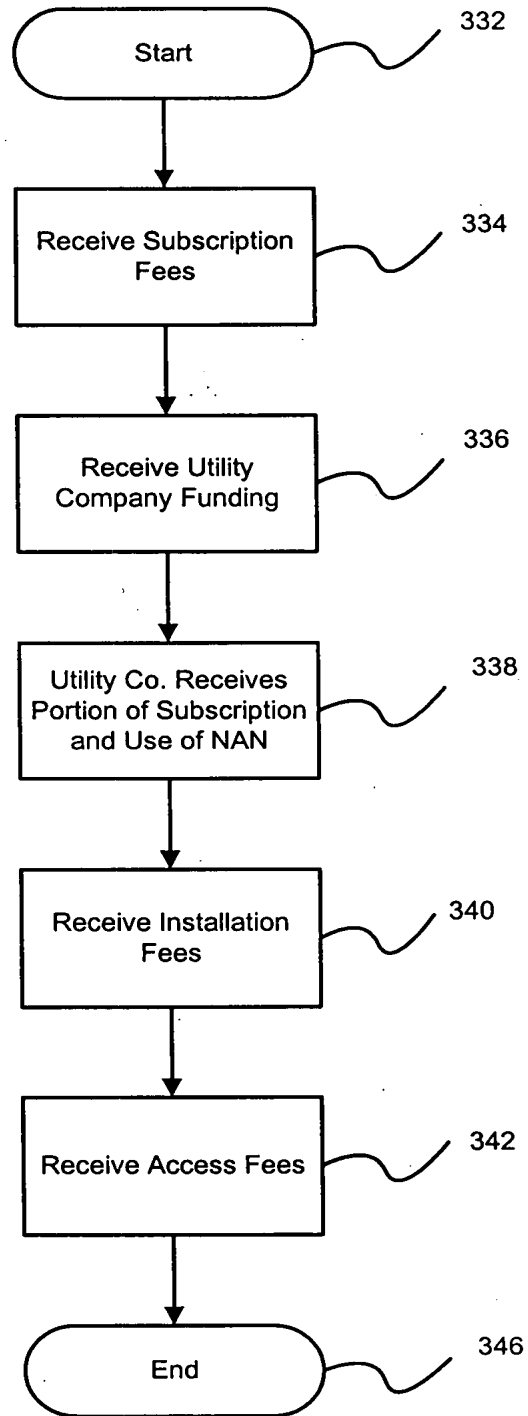 Start
332
Receive Subscription
Fees
334
Receive Utility
Company Funding
336
Utility Co. Receives
Portion of Subscription
and Use of NAN
338
Receive Installation
Fees
340
Receive Access Fees
342
End
346